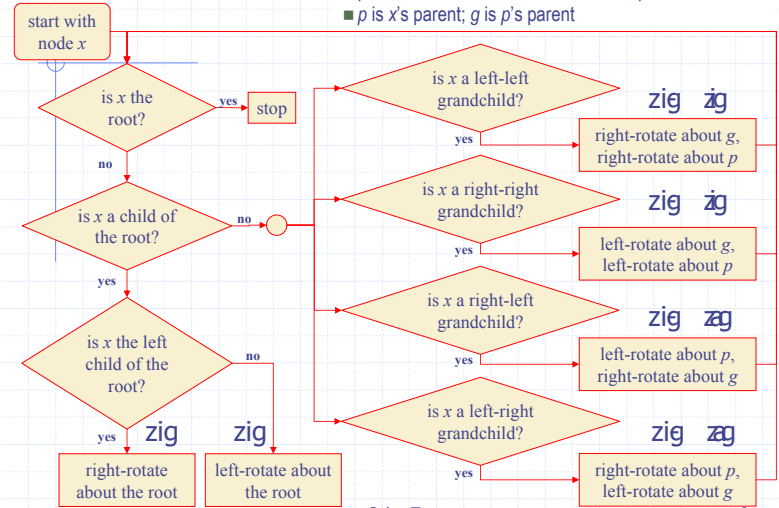 ■ p is x's parent; g is p's parent
start with
node x
is x the
root?
yes
stop
no
is x a child of
the root?
no
yes
is x the left
child of the
root?
no
yes
zig
zig
right-rotate
about the root
left-rotate about
the root
is x a left-left
grandchild?
yes
zig zig
right-rotate about g,
right-rotate about p
is x a right-right
grandchild?
yes
zig zig
left-rotate about g,
left-rotate about p
is x a right-left
grandchild?
yes
zig zag
left-rotate about p,
right-rotate about g
is x a left-right
grandchild?
yes
zig zag
right-rotate about p,
left-rotate about g